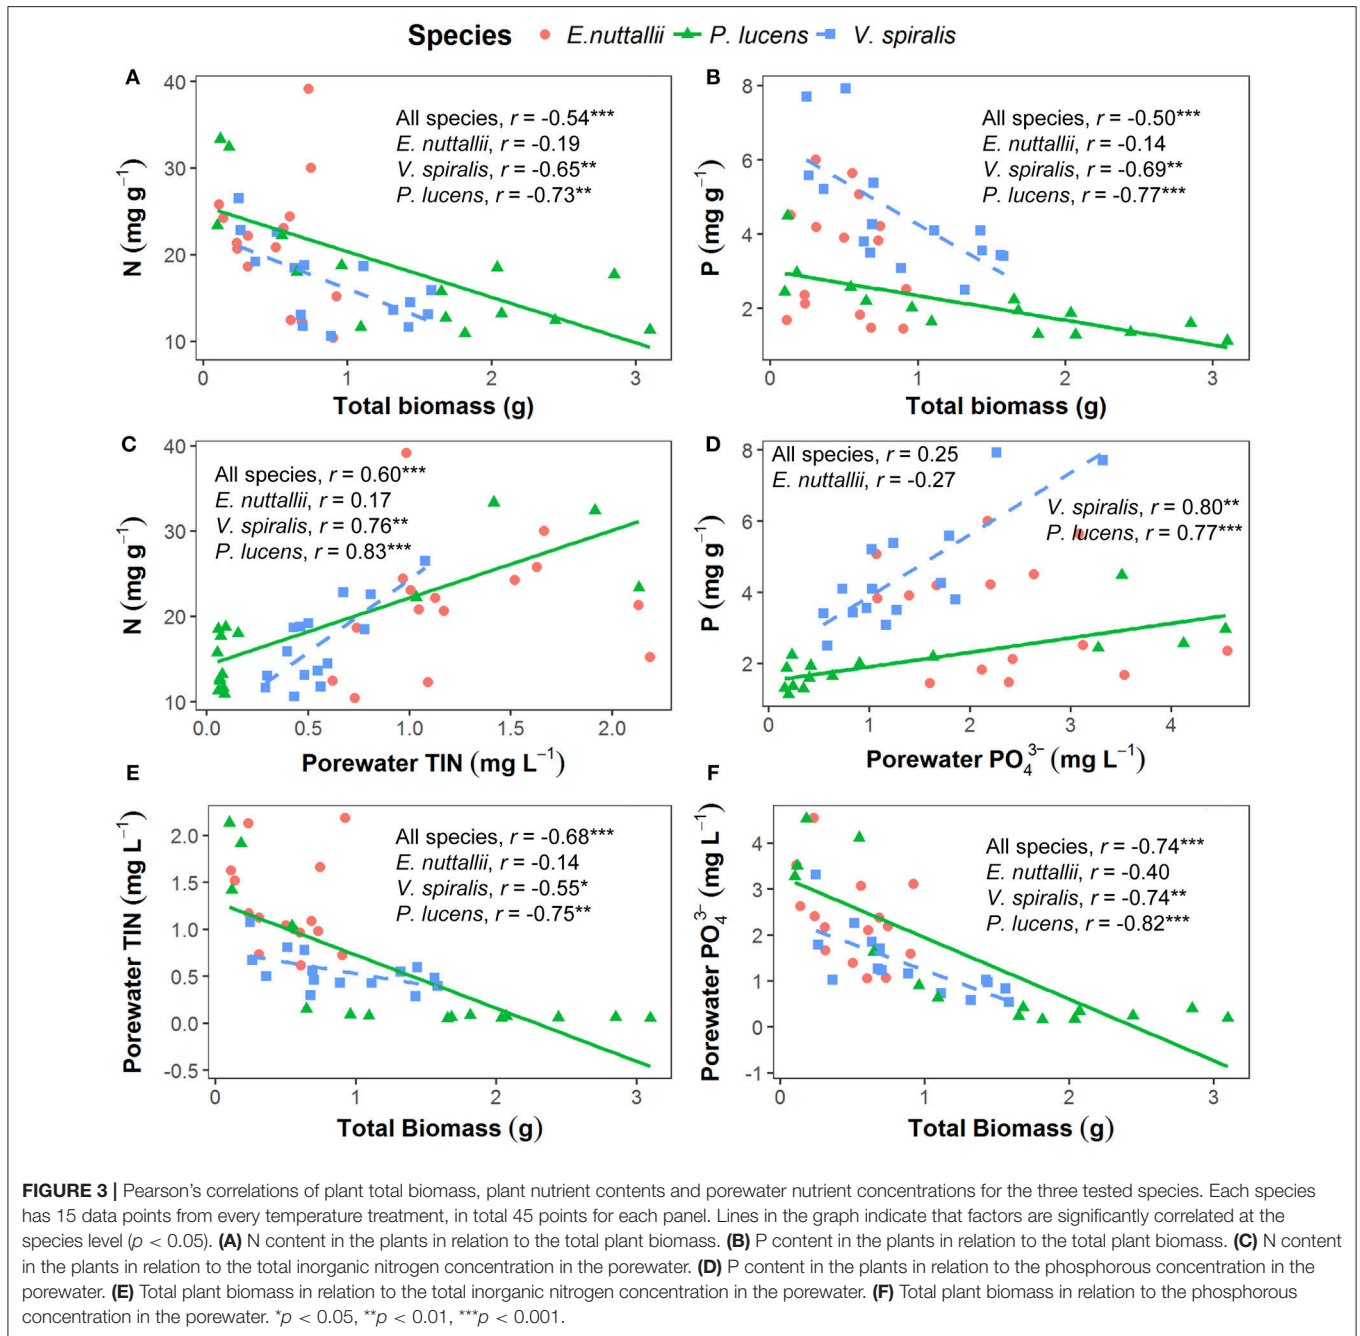 Species E.nuttallii P. lucens V. spiralis
A
N (mg g⁻¹)
40
30
20
10
All species, r = -0.54***
E. nuttallii, r = -0.19
V. spiralis, r = -0.65**
P. lucens, r = -0.73**
0 1 2 3
Total biomass (g)
B
P (mg g⁻¹)
8
6
4
2
All species, r = -0.50***
E. nuttallii, r = -0.14
V. spiralis, r = -0.69**
P. lucens, r = -0.77***
0 1 2 3
Total biomass (g)
C
N (mg g⁻¹)
40
30
20
10
All species, r = 0.60***
E. nuttallii, r = 0.17
V. spiralis, r = 0.76**
P. lucens, r = 0.83***
0.0 0.5 1.0 1.5 2.0
Porewater TIN (mg L⁻¹)
D
P (mg g⁻¹)
8
6
4
2
All species, r = 0.25
E. nuttallii, r = -0.27
V. spiralis, r = 0.80**
P. lucens, r = 0.77***
0 1 2 3 4
Porewater PO₄³⁻ (mg L⁻¹)
E
Porewater TIN (mg L⁻¹)
2.0
1.5
1.0
0.5
0.0
-0.5
All species, r = -0.68***
E. nuttallii, r = -0.14
V. spiralis, r = -0.55*
P. lucens, r = -0.75**
0 1 2 3
Total Biomass (g)
F
Porewater PO₄³⁻ (mg L⁻¹)
4
3
2
1
0
-1
All species, r = -0.74***
E. nuttallii, r = -0.40
V. spiralis, r = -0.74**
P. lucens, r = -0.82***
0 1 2 3
Total Biomass (g)
FIGURE 3 | Pearson's correlations of plant total biomass, plant nutrient contents and porewater nutrient concentrations for the three tested species. Each species
has 15 data points from every temperature treatment, in total 45 points for each panel. Lines in the graph indicate that factors are significantly correlated at the
species level (p < 0.05). (A) N content in the plants in relation to the total plant biomass. (B) P content in the plants in relation to the total plant biomass. (C) N content
in the plants in relation to the total inorganic nitrogen concentration in the porewater. (D) P content in the plants in relation to the phosphorous concentration in the
porewater. (E) Total plant biomass in relation to the total inorganic nitrogen concentration in the porewater. (F) Total plant biomass in relation to the phosphorous
concentration in the porewater. *p < 0.05, **p < 0.01, ***p < 0.001.